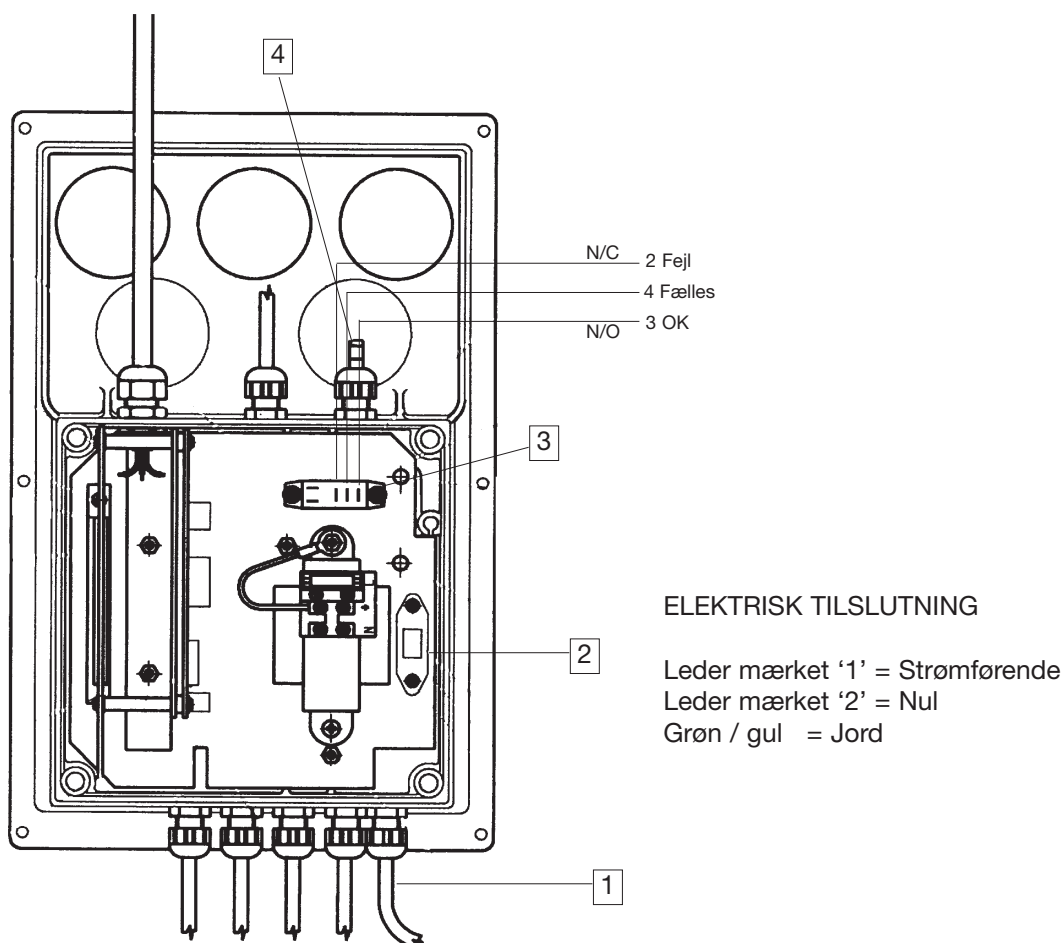 4
N/C
2 Fejl
4 Fælles
N/O
3 OK
3
2
1
ELEKTRISK TILSLUTNING
Leder mærket ‘1’ = Strømførende
Leder mærket ‘2’ = Nul
Grøn / gul = Jord